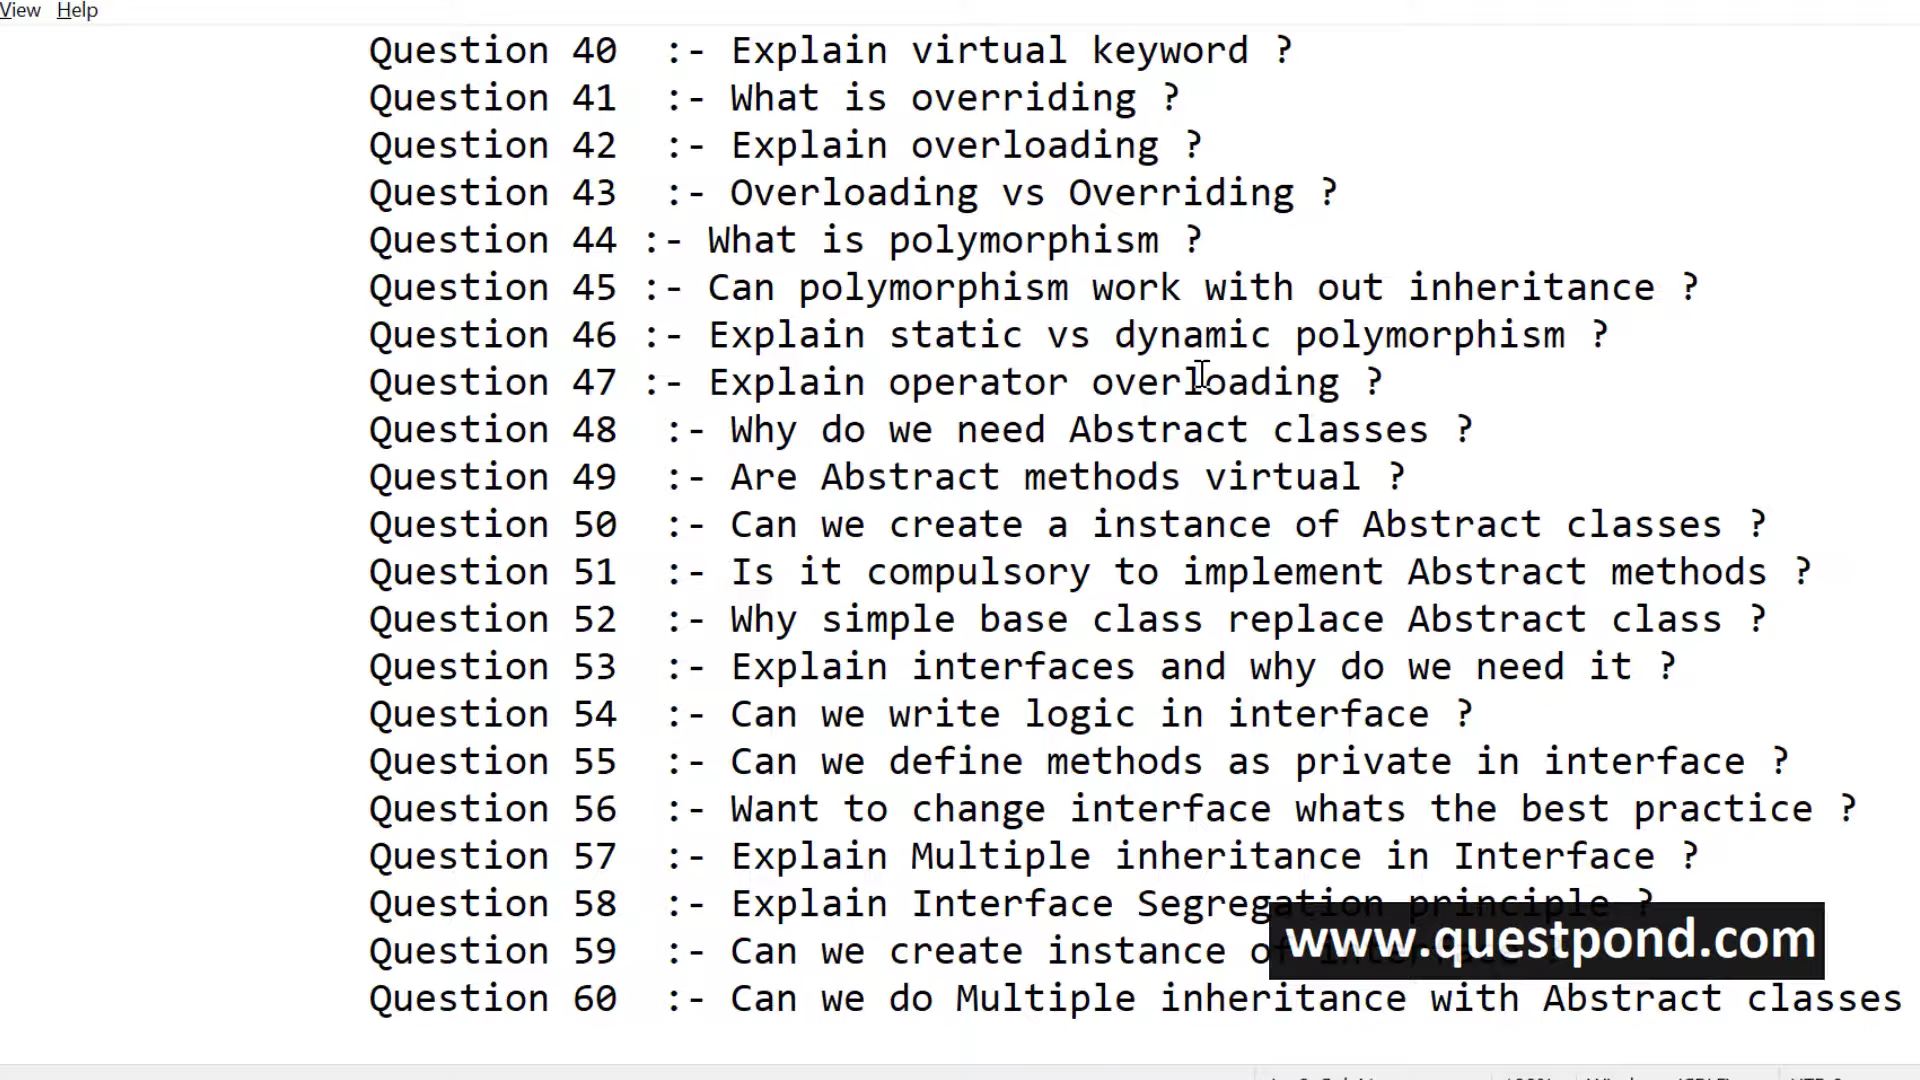 View Help
Question 40 :- Explain virtual keyword ?
Question 41 :- What is overriding ?
Question 42 :- Explain overloading ?
Question 43 :- Overloading vs Overriding ?
Question 44 :- What is polymorphism ?
Question 45 :- Can polymorphism work with out inheritance ?
Question 46 :- Explain static vs dynamic polymorphism ?
Question 47 :- Explain operator overloading ?
Question 48 :- Why do we need Abstract classes ?
Question 49 :- Are Abstract methods virtual ?
Question 50 :- Can we create a instance of Abstract classes ?
Question 51 :- Is it compulsory to implement Abstract methods ?
Question 52 :- Why simple base class replace Abstract class ?
Question 53 :- Explain interfaces and why do we need it ?
Question 54 :- Can we write logic in interface ?
Question 55 :- Can we define methods as private in interface ?
Question 56 :- Want to change interface whats the best practice ?
Question 57 :- Explain Multiple inheritance in Interface ?
Question 58 :- Explain Interface Segregation principle ?
www.questpond.com
Question 59 :- Can we create instance of
Question 60 :- Can we do Multiple inheritance with Abstract classes